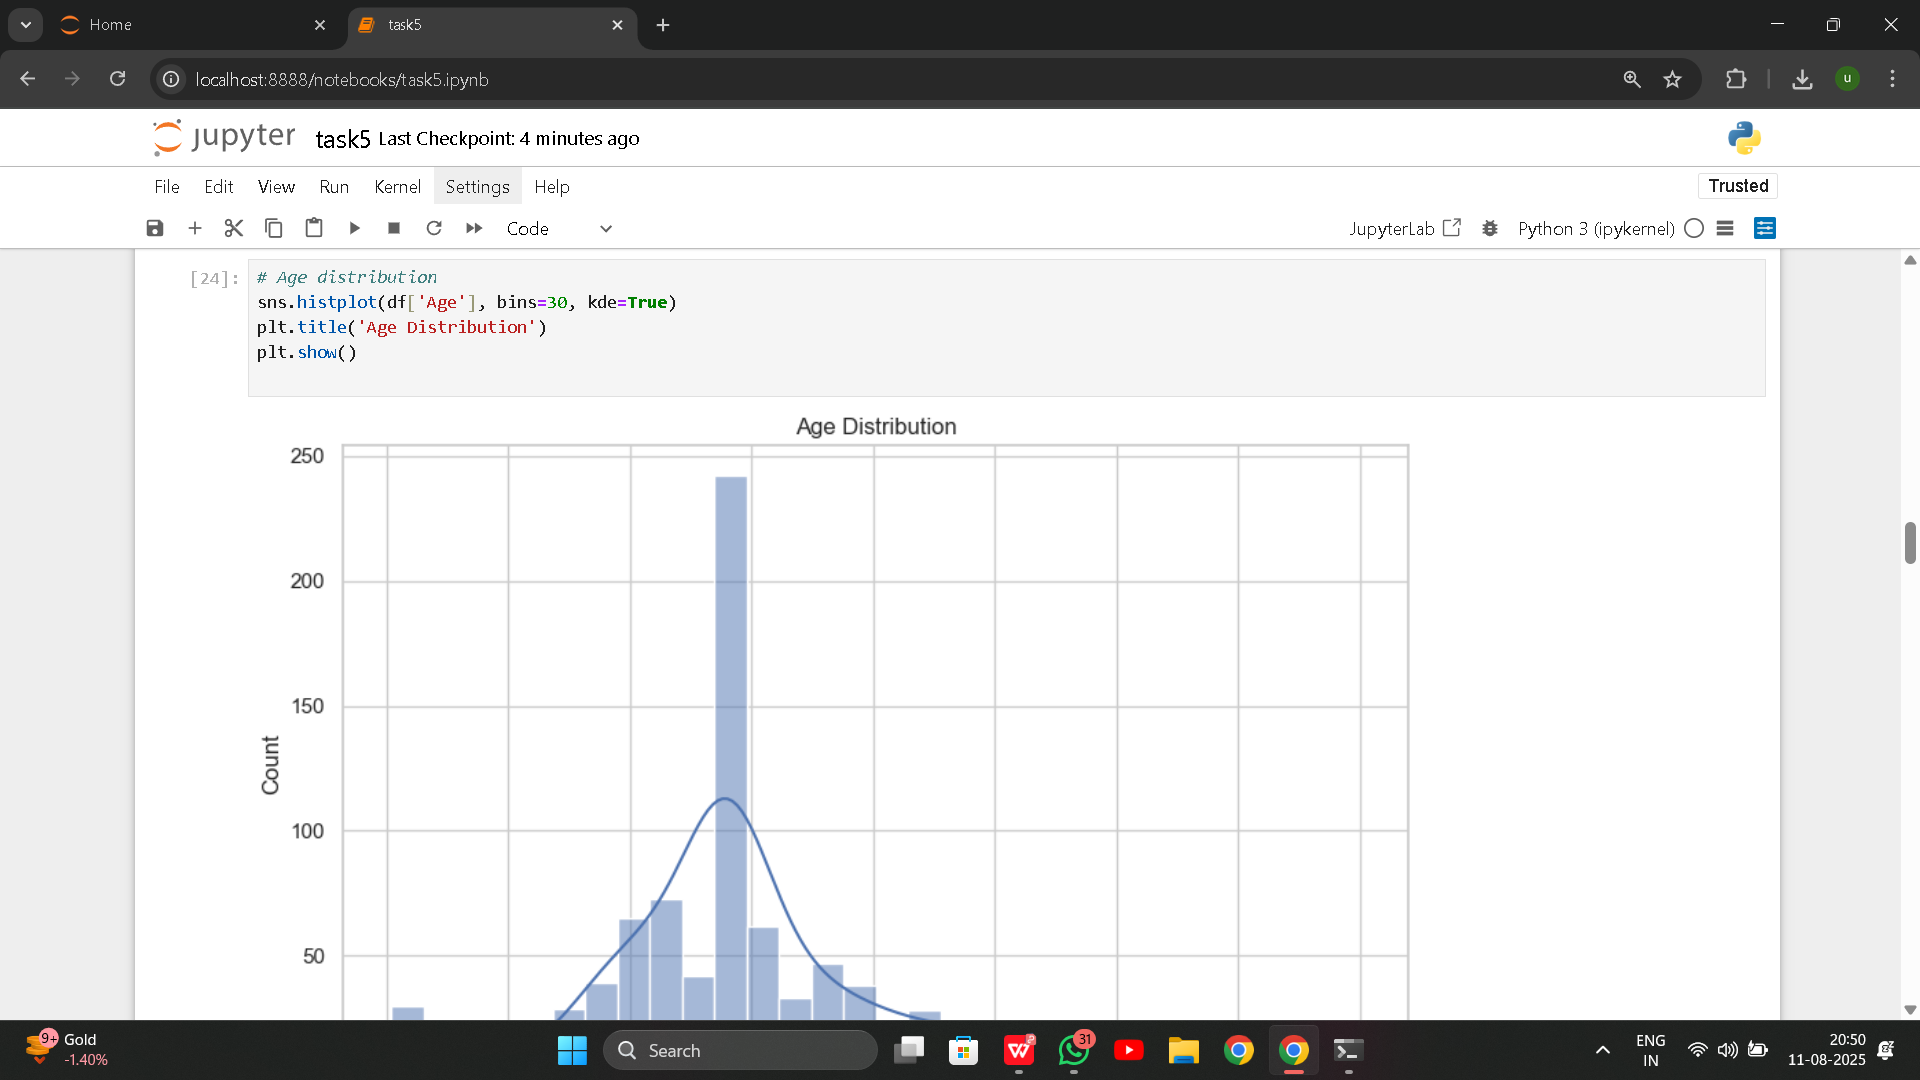 Home
task5
localhost:8888/notebooks/task5.ipynb
u
jupyter task5 Last Checkpoint: 4 minutes ago
File Edit View Run Kernel Settings Help
Trusted
Code
JupyterLab
Python 3 (ipykernel)
[24]:
# Age distribution
sns.histplot(df['Age'], bins=30, kde=True)
plt.title('Age Distribution')
plt.show()
Age Distribution
250
200
150
100
50
Count
9+
Gold
-1.40%
Search
W
31
ENG
IN
20:50
11-08-2025